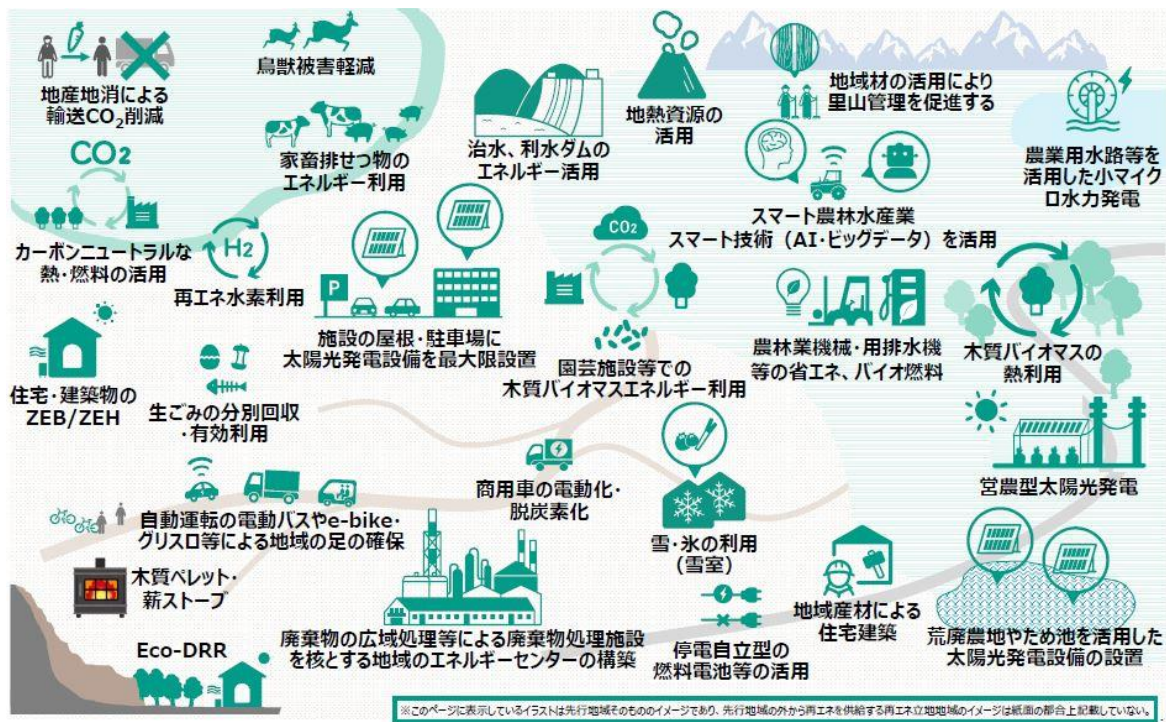 鳥獣被害軽減
地産地消による
輸送CO₂削減
地熱資源の
活用
地域材の活用により
里山管理を促進する
CO2
家畜排せつ物の
エネルギー利用
治水、利水ダムの
エネルギー活用
農業用水路等を
活用した小マイク
ロ水力発電
カーボンニュートラルな
熱・燃料の活用
H2
再エネ水素利用
CO₂
スマート農林水産業
スマート技術（AI・ビッグデータ）を活用
P
施設の屋根・駐車場に
太陽光発電設備を最大限設置
園芸施設等での
木質バイオマスエネルギー利用
農林業機械・用排水機
等の省エネ、バイオ燃料
木質バイオマスの
熱利用
住宅・建築物の
ZEB/ZEH
生ごみの分別回収
・有効利用
商用車の電動化・
脱炭素化
営農型太陽光発電
自動運転の電動バスやe-bike・
グリスロ等による地域の足の確保
雪・氷の利用
(雪室)
木質ペレット・
薪ストーブ
地域産材による
住宅建築
荒廃農地やため池を活用した
太陽光発電設備の設置
Eco-DRR
廃棄物の広域処理等による廃棄物処理施設
を核とする地域のエネルギーセンターの構築
停電自立型の
燃料電池等の活用
※このページに表示しているイラストは先行地域そのもののイメージであり、先行地域の外から再エネを供給する再エネ立地地域のイメージは紙面の都合上記載していない。